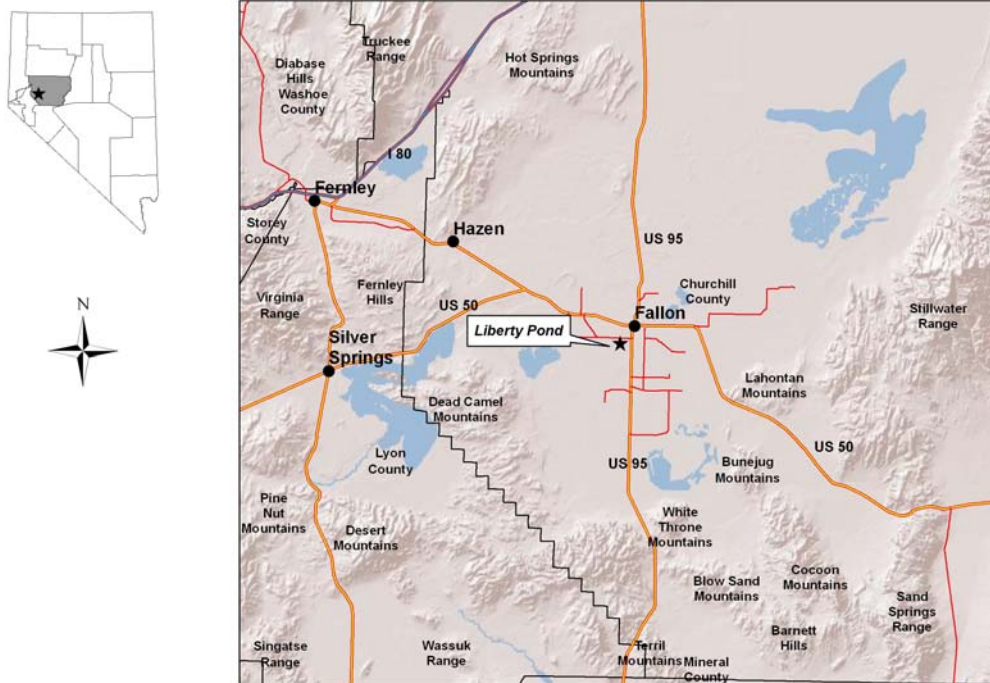 N
Truckee
Range
Diabase
Hills
Washoe
County
Hot Springs
Mountains
I 80
Fernley
Storey
County
Hazen
US 95
Virginia
Range
Fernley
Hills
US 50
Churchill
County
Stillwater
Range
Liberty Pond
Fallon
Silver
Springs
Lahontan
Mountains
Dead Camel
Mountains
US 50
Lyon
County
US 95
Bunejug
Mountains
Pine
Nut
Mountains
Desert
Mountains
White
Throne
Mountains
Blow Sand
Mountains
Cocoon
Mountains
Sand
Springs
Range
Barnett
Hills
Singatse
Range
Wassuk
Range
Terril
Mountains
Mineral
County